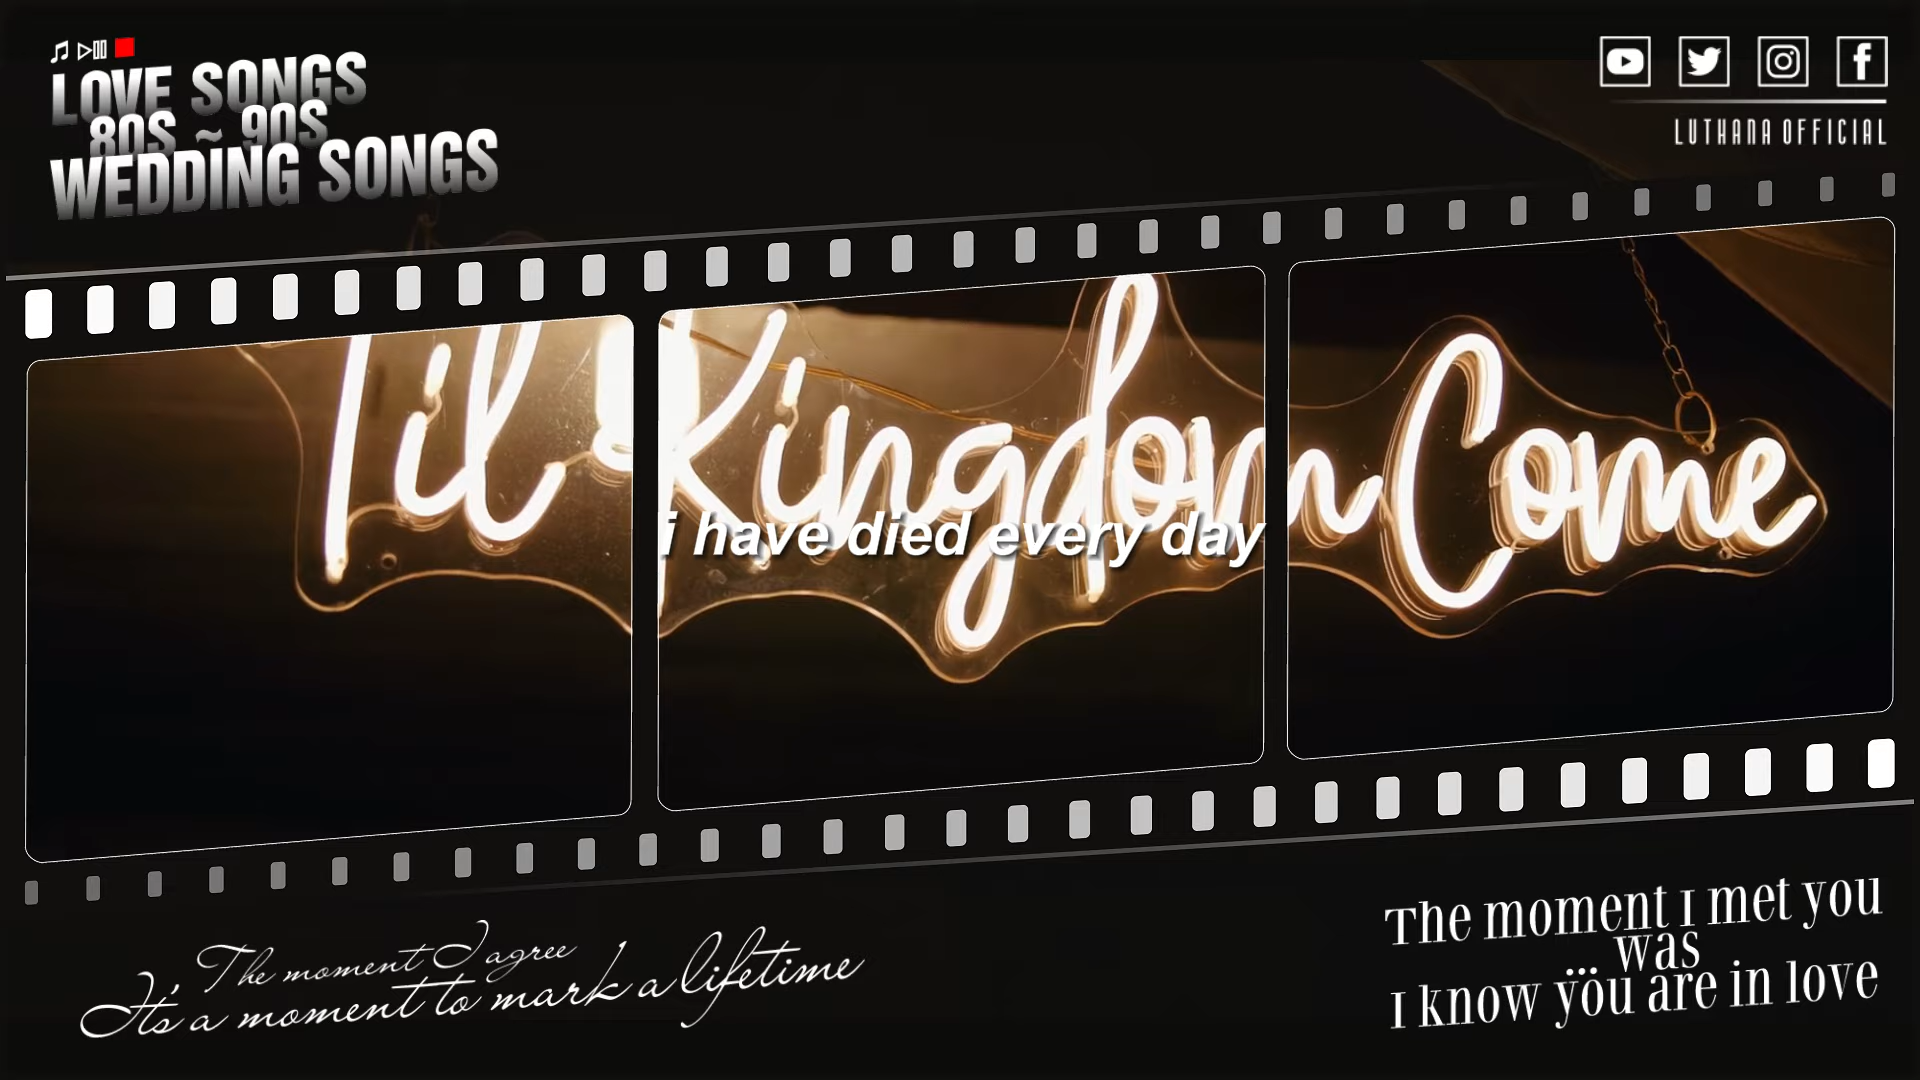 LOVE SONGS
80S ~ 90S
WEDDING SONGS
LUTHANA OFFICIAL
Til Kingdom Come
i have died every day
The moment I agree
It's a moment to mark a lifetime
The moment I met you
was
I know you are in love